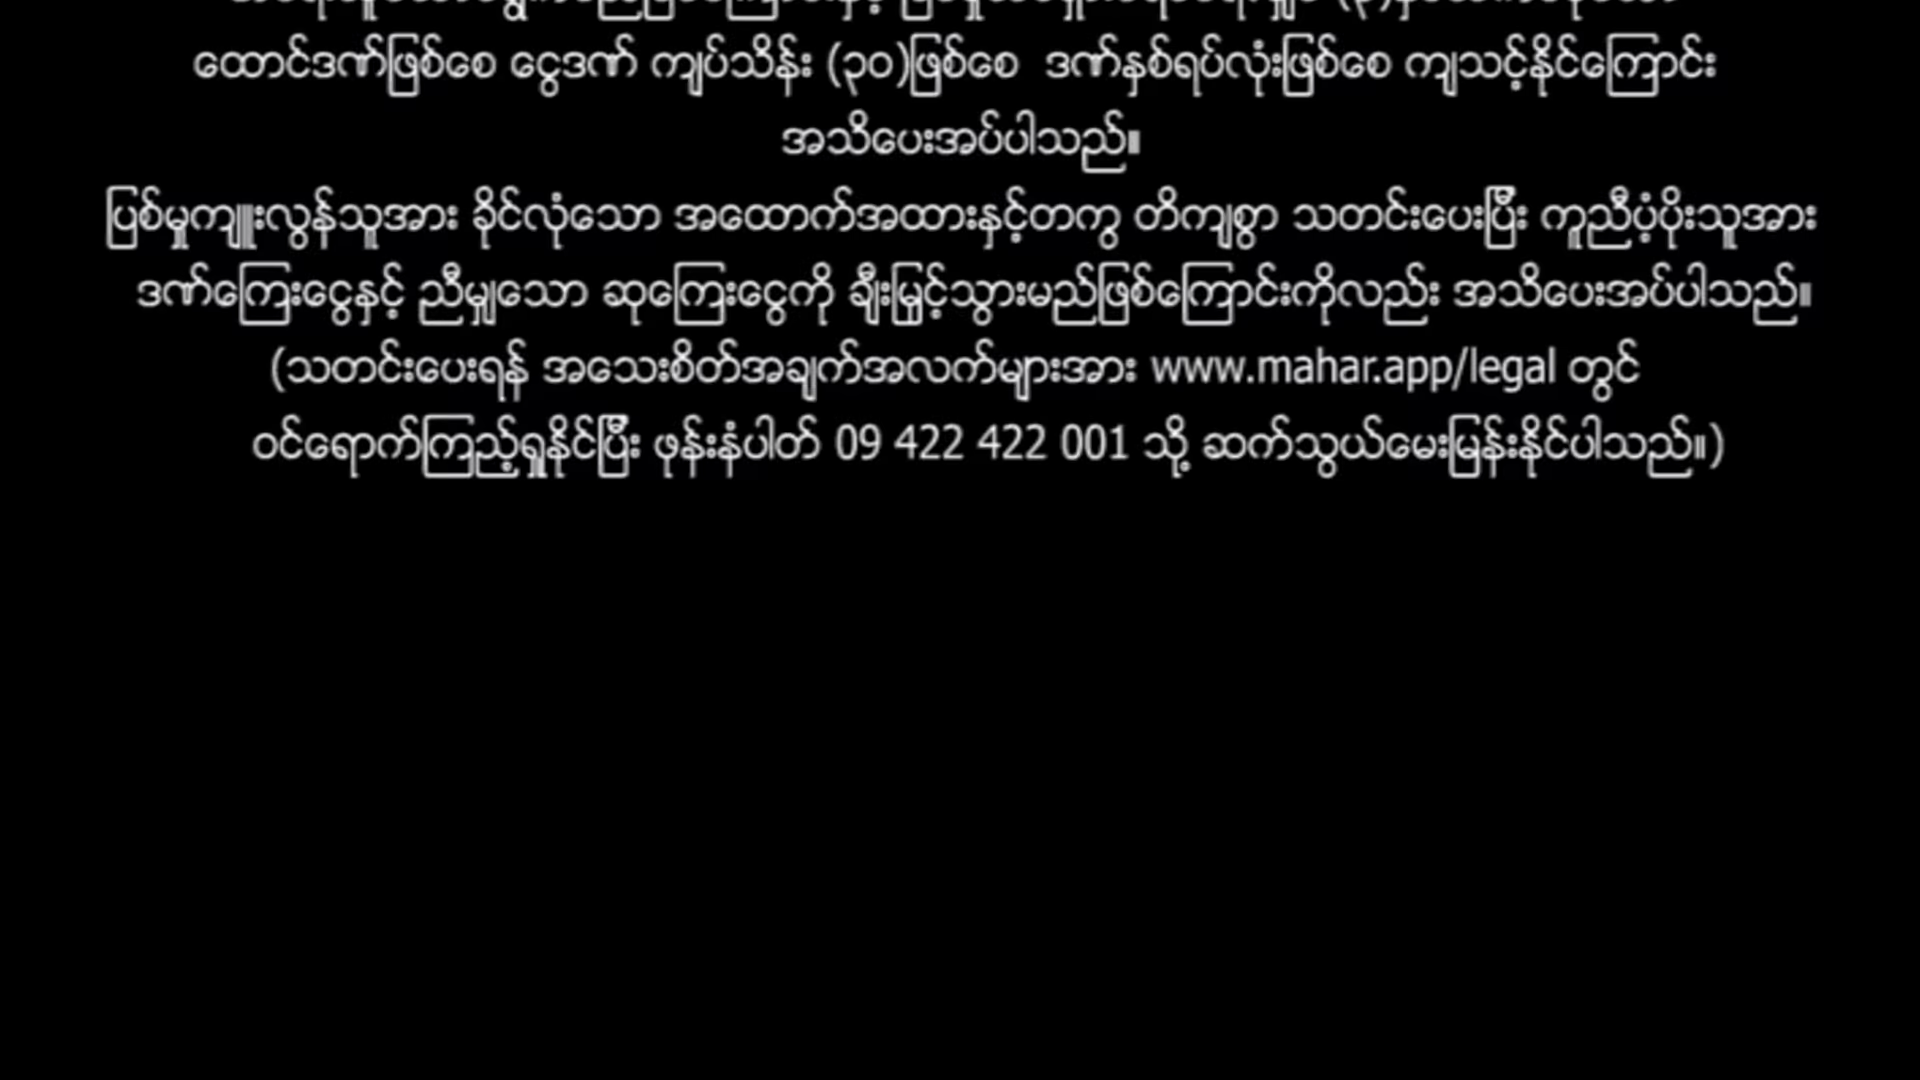 ထောင်ဒဏ်ဖြစ်စေ ငွေဒဏ် ကျပ်သိန်း (၃၀)ဖြစ်စေ ဒဏ်နှစ်ရပ်လုံးဖြစ်စေ ကျသင့်နိုင်ကြောင်း
အသိပေးအပ်ပါသည်။
ပြစ်မှုကျူးလွန်သူအား ခိုင်လုံသော အထောက်အထားနှင့်တကွ တိကျစွာ သတင်းပေးပြီး ကူညီပံ့ပိုးသူအား
ဒဏ်ကြေးငွေနှင့် ညီမျှသော ဆုကြေးငွေကို ချီးမြှင့်သွားမည်ဖြစ်ကြောင်းကိုလည်း အသိပေးအပ်ပါသည်။
(သတင်းပေးရန် အသေးစိတ်အချက်အလက်များအား www.mahar.app/legal တွင်
ဝင်ရောက်ကြည့်ရှုနိုင်ပြီး ဖုန်းနံပါတ် 09 422 422 001 သို့ ဆက်သွယ်မေးမြန်းနိုင်ပါသည်။)